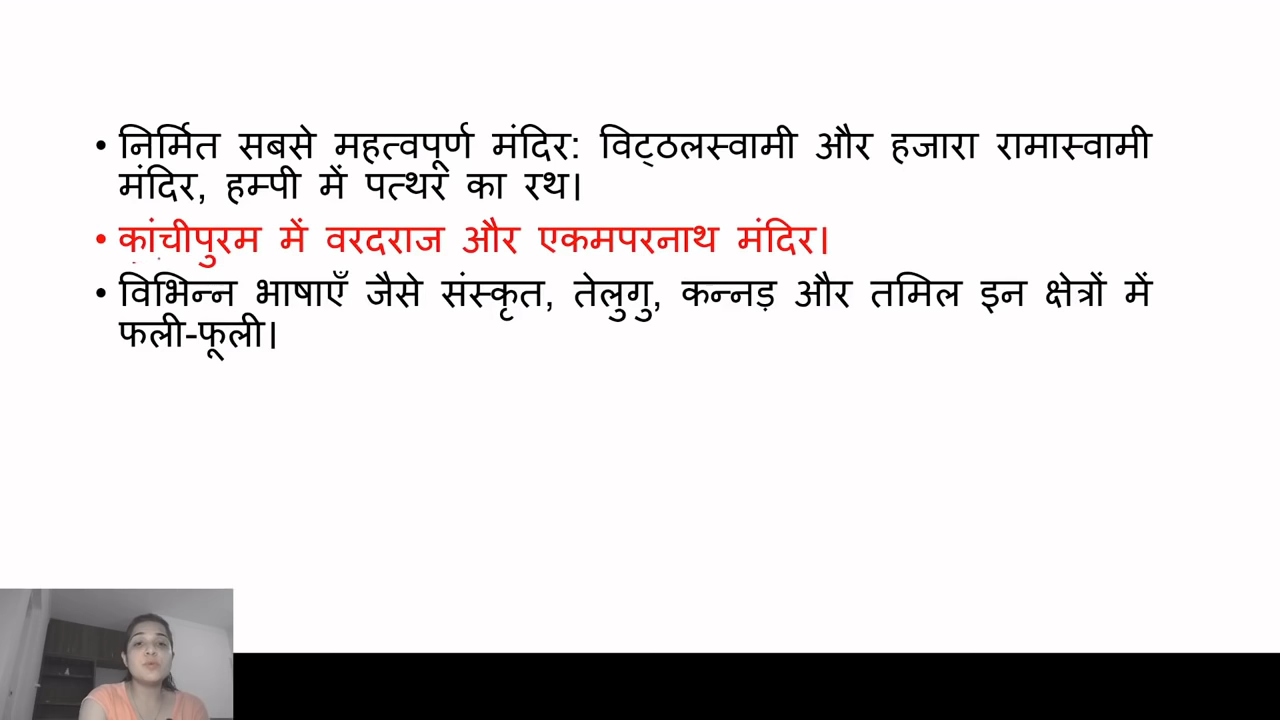 • निर्मित सबसे महत्वपूर्ण मंदिर: विट्ठलस्वामी और हजारा रामास्वामी
मंदिर, हम्पी में पत्थर का रथ।
• कांचीपुरम में वरदराज और एकमपरनाथ मंदिर।
• विभिन्न भाषाएँ जैसे संस्कृत, तेलुगु, कन्नड़ और तमिल इन क्षेत्रों में
फली-फूली।